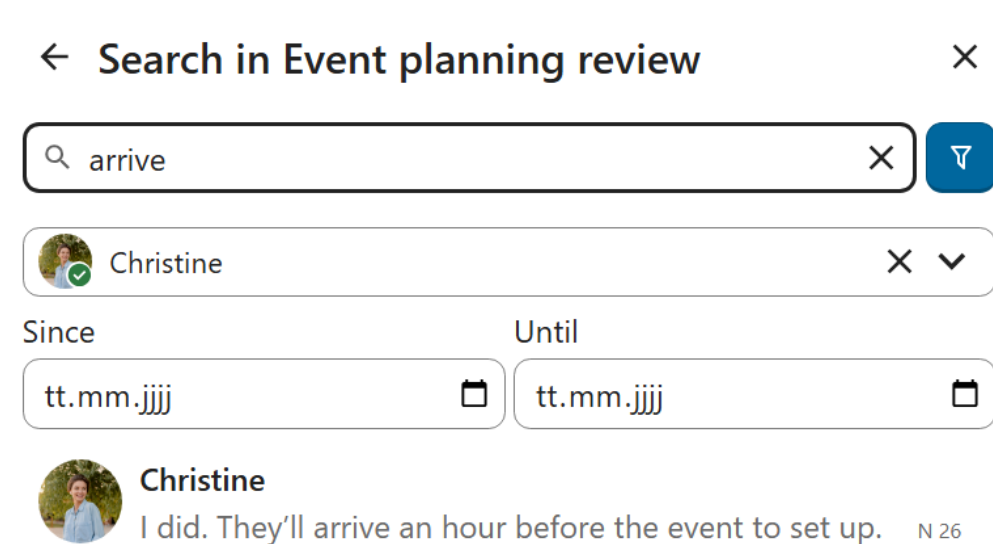 Search in Event planning review
arrive
Christine
Since Until
tt.mm.jjjj tt.mm.jjjj
Christine
I did. They’ll arrive an hour before the event to set up. N 26